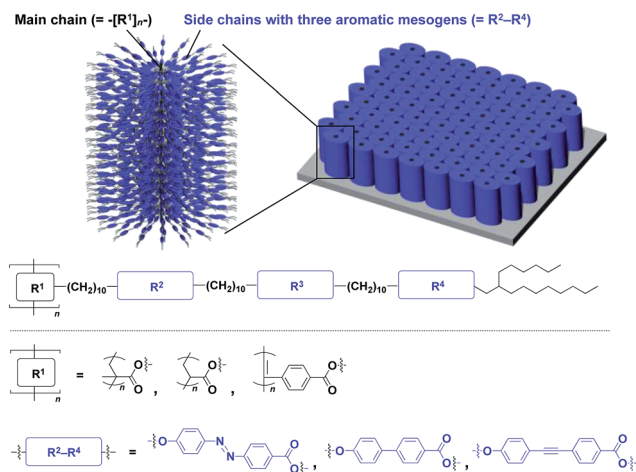 Main chain (= -[R¹]ₙ-)
Side chains with three aromatic mesogens (= R²–R⁴)
R¹ (CH₂)₁₀ R² (CH₂)₁₀ R³ (CH₂)₁₀ R⁴
n
R¹ = n O O , n O O , n O O
n
R²–R⁴ = O N N O O , O O O , O O O